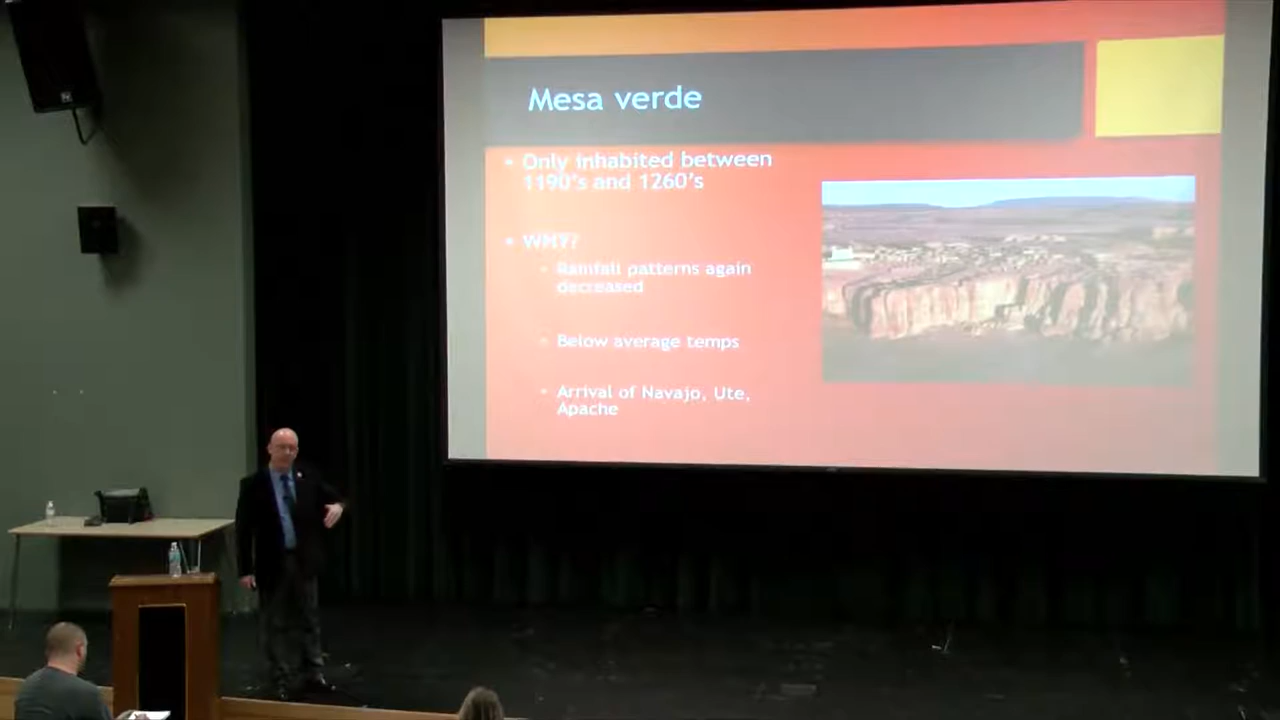 Mesa verde
• Only inhabited between
1190's and 1260's
• WHY?
• Rainfall patterns again
decreased
• Below average temps
• Arrival of Navajo, Ute,
Apache